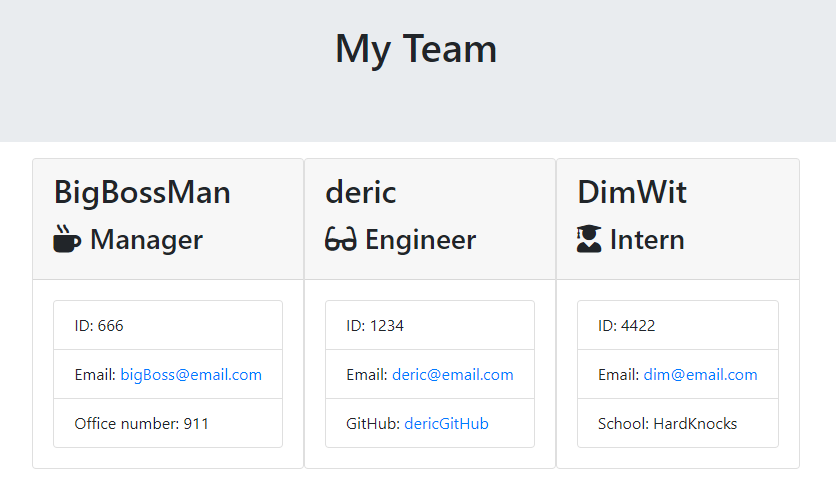 My Team
BigBossMan
Manager
ID: 666
Email: bigBoss@email.com
Office number: 911
deric
Engineer
ID: 1234
Email: deric@email.com
GitHub: dericGitHub
DimWit
Intern
ID: 4422
Email: dim@email.com
School: HardKnocks